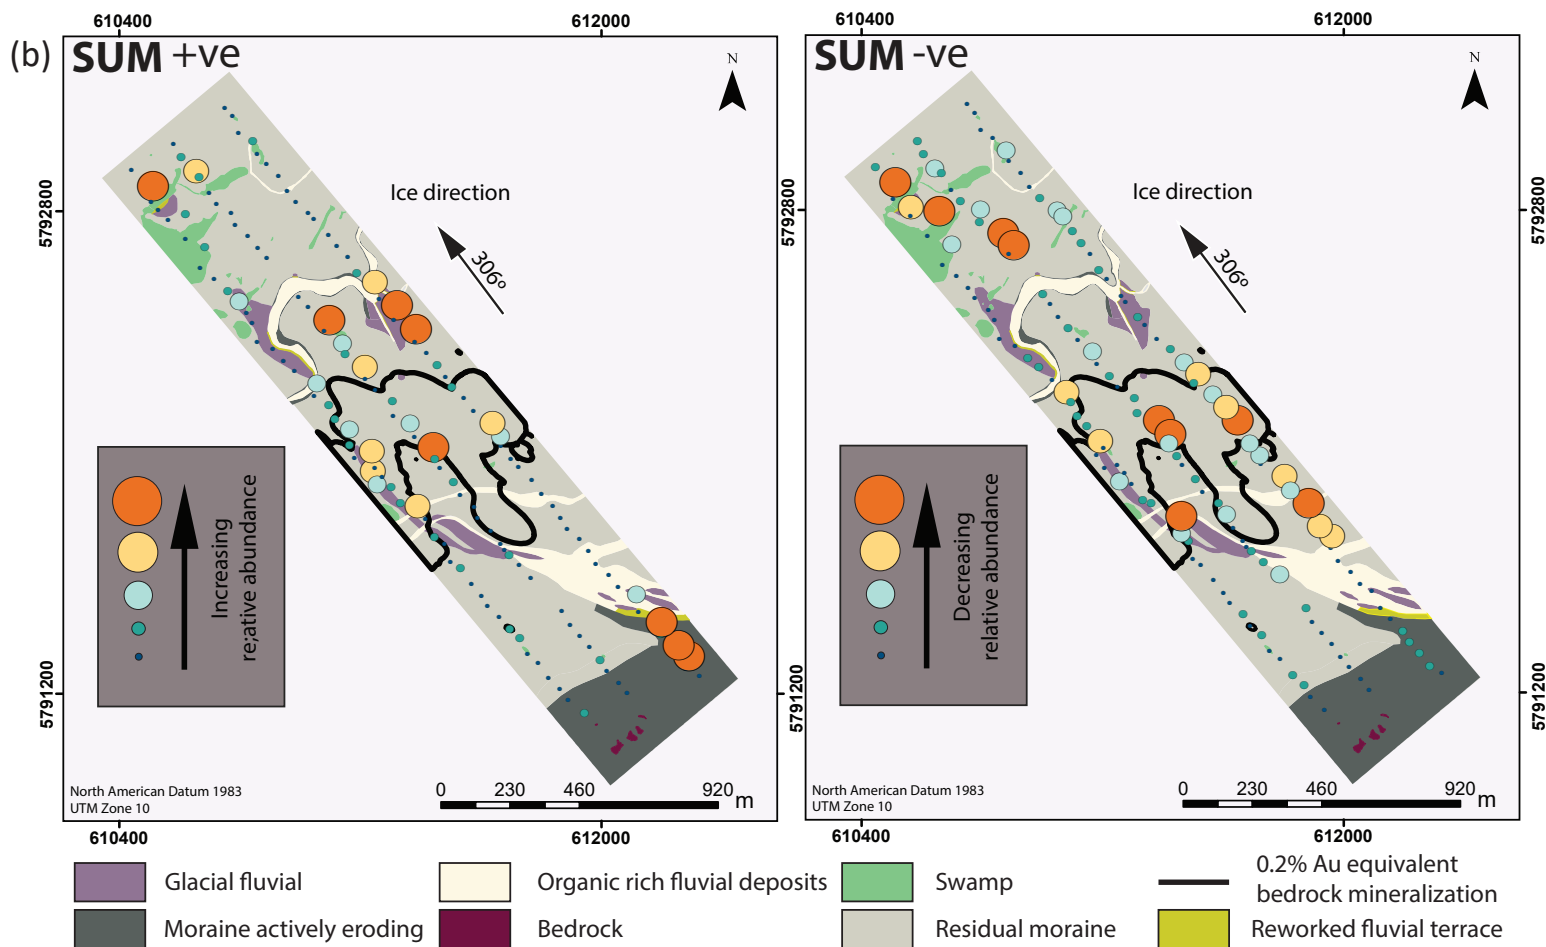 610400
612000
610400
612000
(b)
SUM +ve
SUM -ve
N
N
Ice direction
306º
Ice direction
306º
5792800
5792800
5792800
Increasing
re;ative abundance
Decreasing
relative abundance
5791200
5791200
5791200
North American Datum 1983
UTM Zone 10
0 230 460 920 m
North American Datum 1983
UTM Zone 10
0 230 460 920 m
610400
612000
610400
612000
Glacial fluvial
Organic rich fluvial deposits
Swamp
0.2% Au equivalent
bedrock mineralization
Moraine actively eroding
Bedrock
Residual moraine
Reworked fluvial terrace